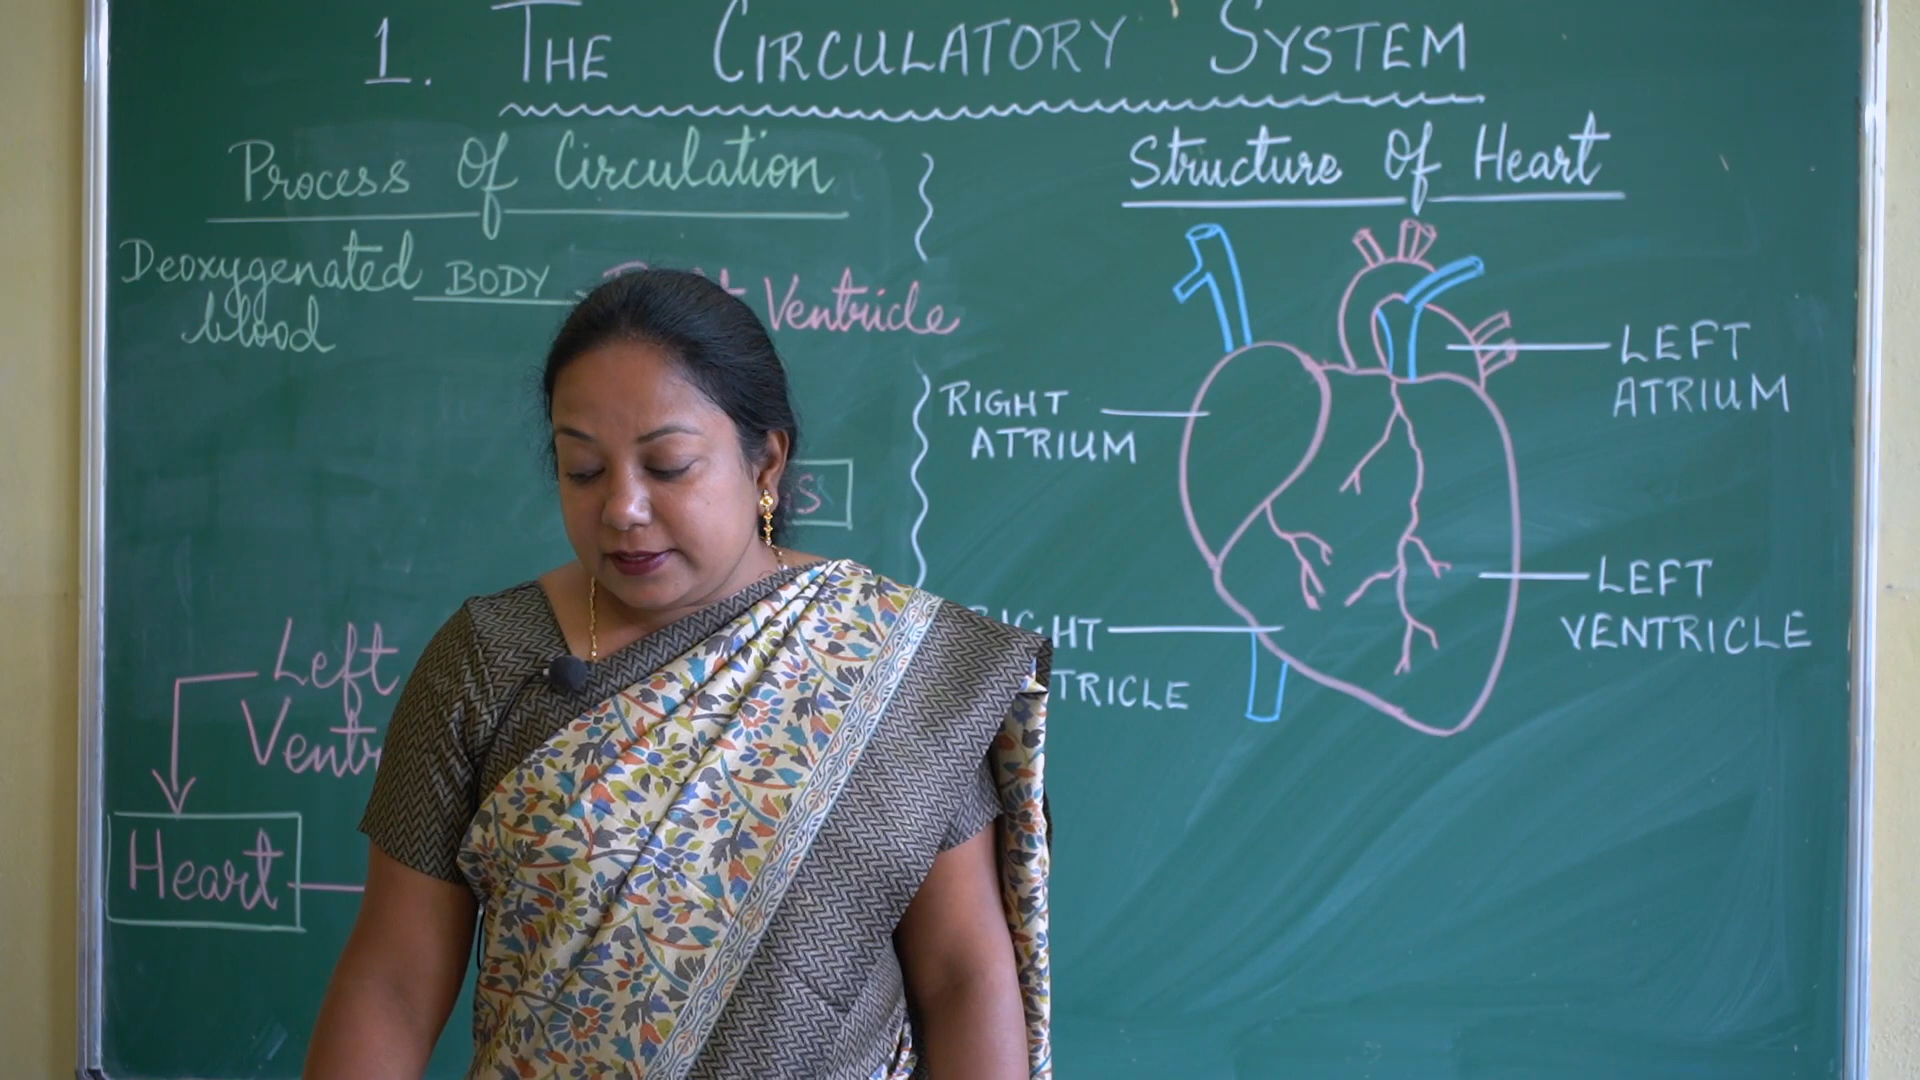 1. THE CIRCULATORY SYSTEM
Process Of Circulation
Deoxygenated BODY
blood
Ventricle
Left
Heart
Structure Of Heart
LEFT
ATRIUM
RIGHT
ATRIUM
LEFT
VENTRICLE